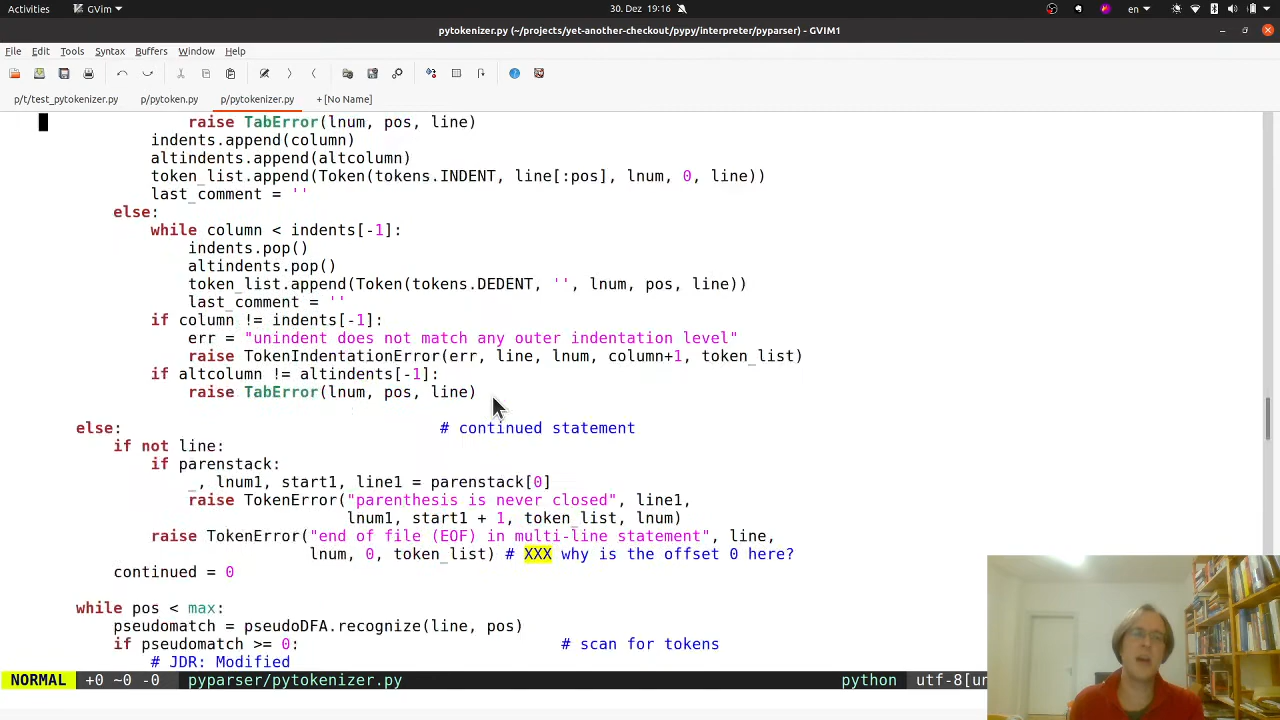 Activities GVim 30. Dez 19:16 en
pytokenizer.py (~/projects/yet-another-checkout/pypy/interpreter/pyparser) - GVIM1
File Edit Tools Syntax Buffers Window Help
p/t/test_pytokenizer.py p/pytoken.py p/pytokenizer.py + [No Name]
raise TabError(lnum, pos, line)
indents.append(column)
altindents.append(altcolumn)
token_list.append(Token(tokens.INDENT, line[:pos], lnum, 0, line))
last_comment = ''
else:
while column < indents[-1]:
indents.pop()
altindents.pop()
token_list.append(Token(tokens.DEDENT, '', lnum, pos, line))
last_comment = ''
if column != indents[-1]:
err = "unindent does not match any outer indentation level"
raise TokenIndentationError(err, line, lnum, column+1, token_list)
if altcolumn != altindents[-1]:
raise TabError(lnum, pos, line)
else: # continued statement
if not line:
if parenstack:
_, lnum1, start1, line1 = parenstack[0]
raise TokenError("parenthesis is never closed", line1,
lnum1, start1 + 1, token_list, lnum)
raise TokenError("end of file (EOF) in multi-line statement", line,
lnum, 0, token_list) # XXX why is the offset 0 here?
continued = 0
while pos < max:
pseudomatch = pseudoDFA.recognize(line, pos)
if pseudomatch >= 0: # scan for tokens
# JDR: Modified
NORMAL +0 ~0 -0 pyparser/pytokenizer.py python utf-8[un